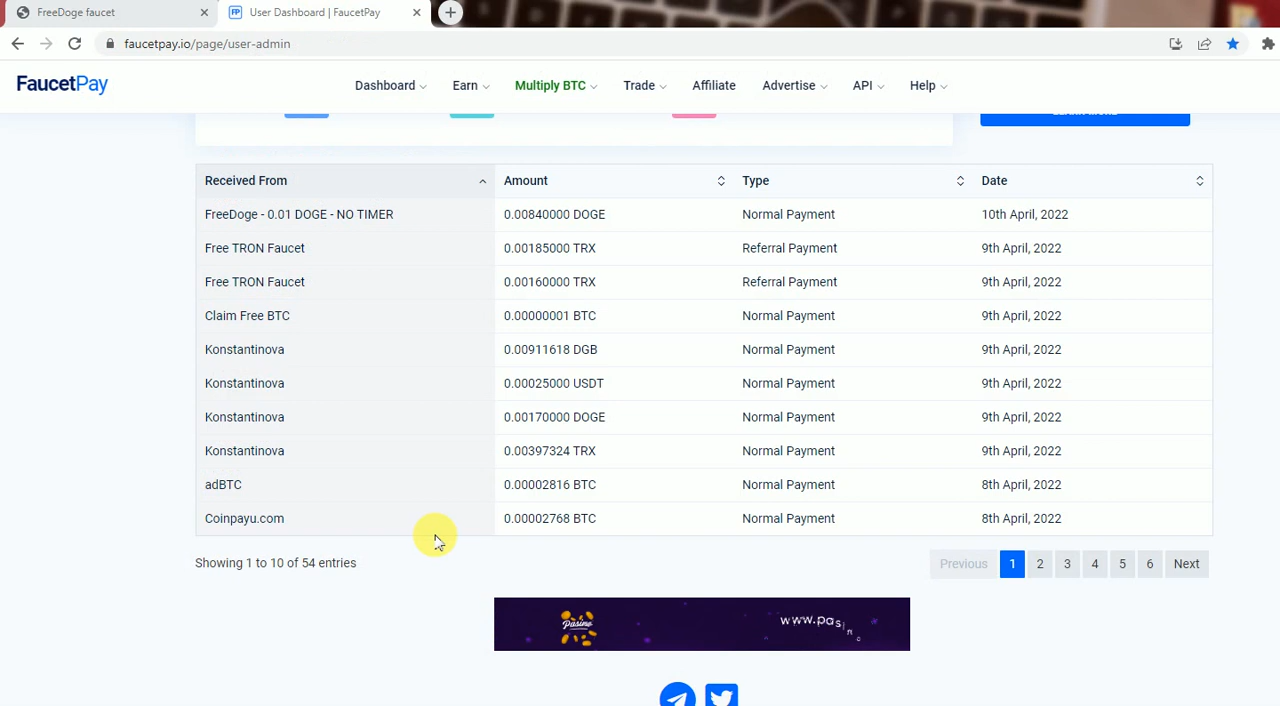 FreeDoge faucet
User Dashboard | FaucetPay
faucetpay.io/page/user-admin
FaucetPay
Dashboard Earn Multiply BTC Trade Affiliate Advertise API Help
Received From Amount Type Date
FreeDoge - 0.01 DOGE - NO TIMER 0.00840000 DOGE Normal Payment 10th April, 2022
Free TRON Faucet 0.00185000 TRX Referral Payment 9th April, 2022
Free TRON Faucet 0.00160000 TRX Referral Payment 9th April, 2022
Claim Free BTC 0.00000001 BTC Normal Payment 9th April, 2022
Konstantinova 0.00911618 DGB Normal Payment 9th April, 2022
Konstantinova 0.00025000 USDT Normal Payment 9th April, 2022
Konstantinova 0.00170000 DOGE Normal Payment 9th April, 2022
Konstantinova 0.00397324 TRX Normal Payment 9th April, 2022
adBTC 0.00002816 BTC Normal Payment 8th April, 2022
Coinpayu.com 0.00002768 BTC Normal Payment 8th April, 2022
Showing 1 to 10 of 54 entries
Previous 1 2 3 4 5 6 Next
Pasino